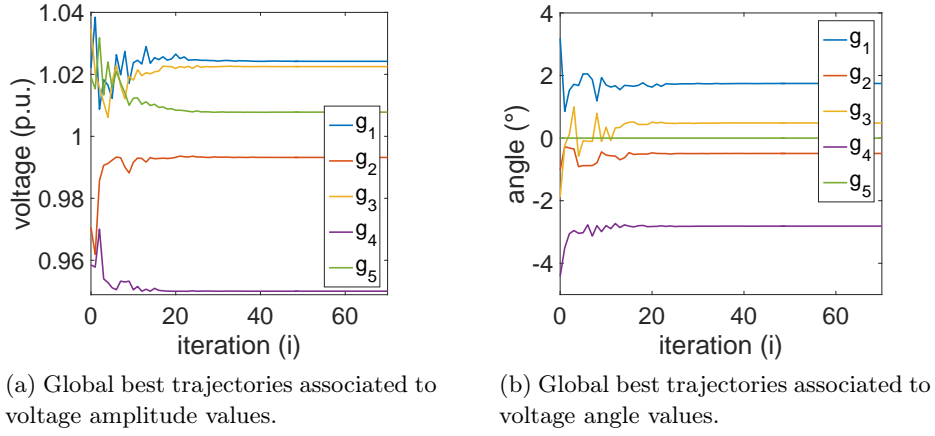 1.04
1.02
1
0.98
0.96
voltage (p.u.)
0
20
40
60
iteration (i)
g1
g2
g3
g4
g5
4
2
0
-2
-4
angle (°)
0
20
40
60
iteration (i)
g1
g2
g3
g4
g5
(a) Global best trajectories associated to
voltage amplitude values.
(b) Global best trajectories associated to
voltage angle values.